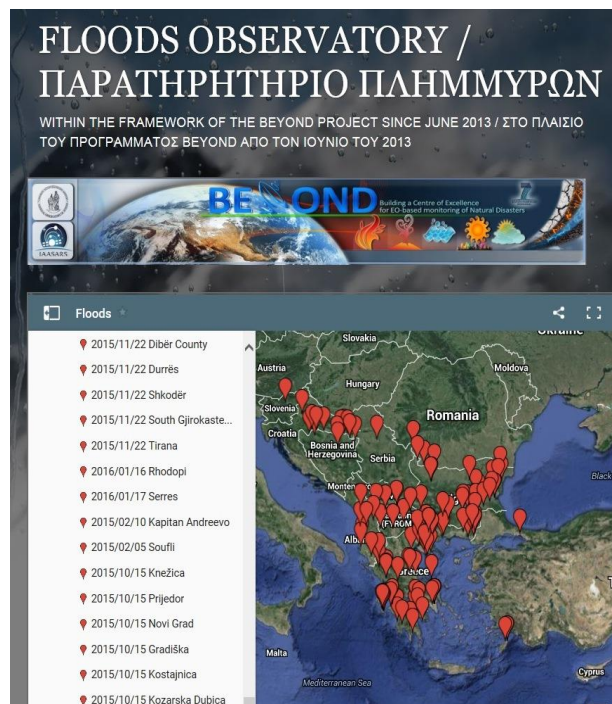 FLOODS OBSERVATORY /
ΠΑΡΑΤΗΡΗΤΗΡΙΟ ΠΛΗΜΜΥΡΩΝ
WITHIN THE FRAMEWORK OF THE BEYOND PROJECT SINCE JUNE 2013 / ΣΤΟ ΠΛΑΙΣΙΟ
ΤΟΥ ΠΡΟΓΡΑΜΜΑΤΟΣ BEYOND ΑΠΟ ΤΟΝ ΙΟΥΝΙΟ ΤΟΥ 2013
BEYOND
Building a Centre of Excellence
for EO-based monitoring of Natural Disasters
IAASARS
Floods
2015/11/22 Dibër County
2015/11/22 Durrës
2015/11/22 Shkodër
2015/11/22 South Gjirokaste...
2015/11/22 Tirana
2016/01/16 Rhodopi
2016/01/17 Serres
2015/02/10 Kapitan Andreevo
2015/02/05 Soufli
2015/10/15 Knežica
2015/10/15 Prijedor
2015/10/15 Novi Grad
2015/10/15 Gradiška
2015/10/15 Kostajnica
2015/10/15 Kozarska Dubica
Ukraine
Slovakia
Austria
Moldova
Hungary
Slovenia
Romania
Croatia
Bosnia and
Herzegovina
Serbia
Black
(FYROM
Greece
Malta
Cyprus
Mediterranean Sea